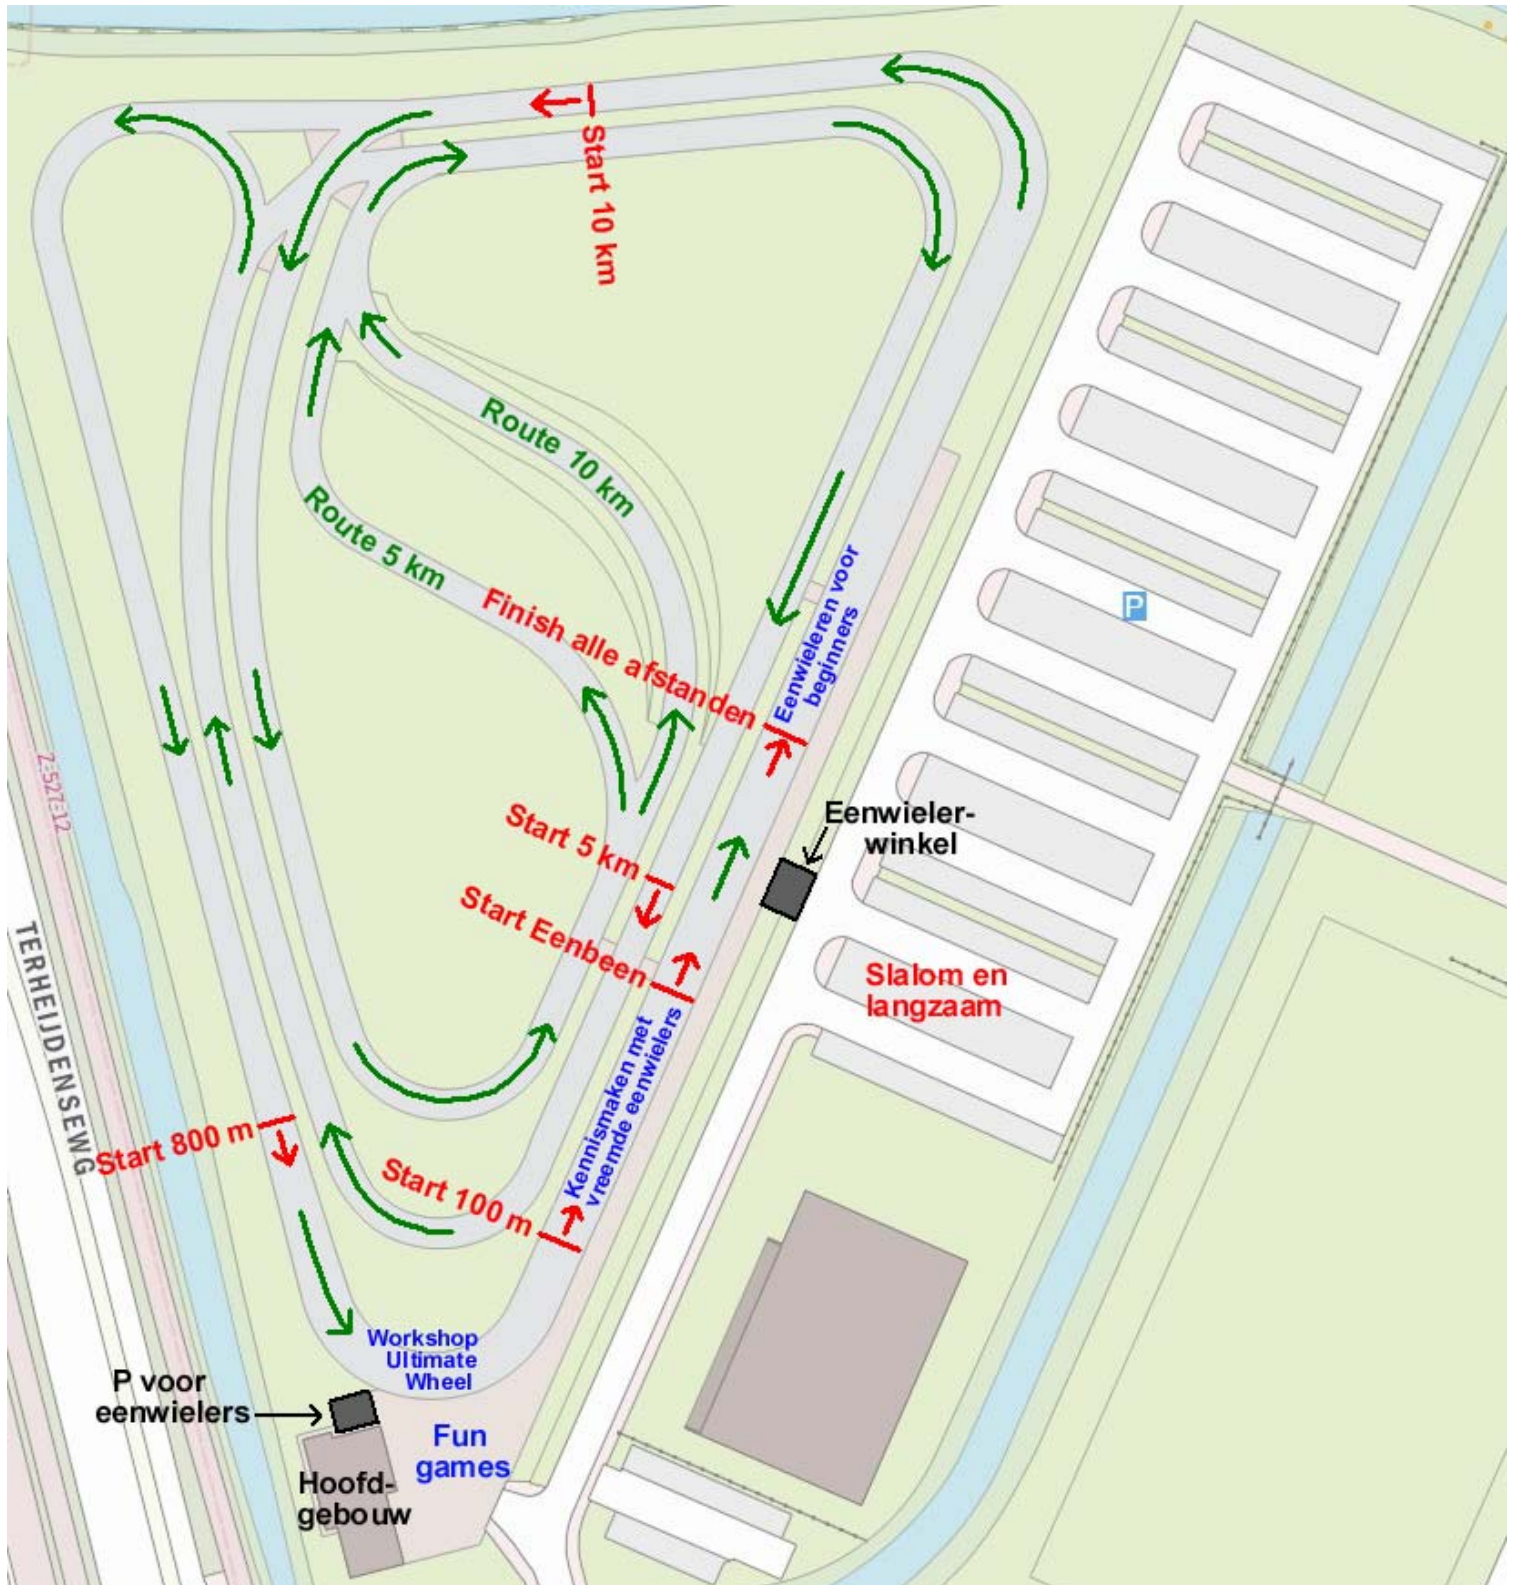 Start 10 km
Route 10 km
Route 5 km
Finish alle afstanden
Eenwieleren voor
beginners
P
Z:527:12
Start 5 km
Eenwieler-
winkel
Start Eenbeen
Slalom en
langzaam
TERHEIJDENSEWG
Kennismaken met
vreemde eenwielers
Start 800 m
Start 100 m
Workshop
Ultimate
Wheel
P voor
eenwielers
Fun
games
Hoofd-
gebouw